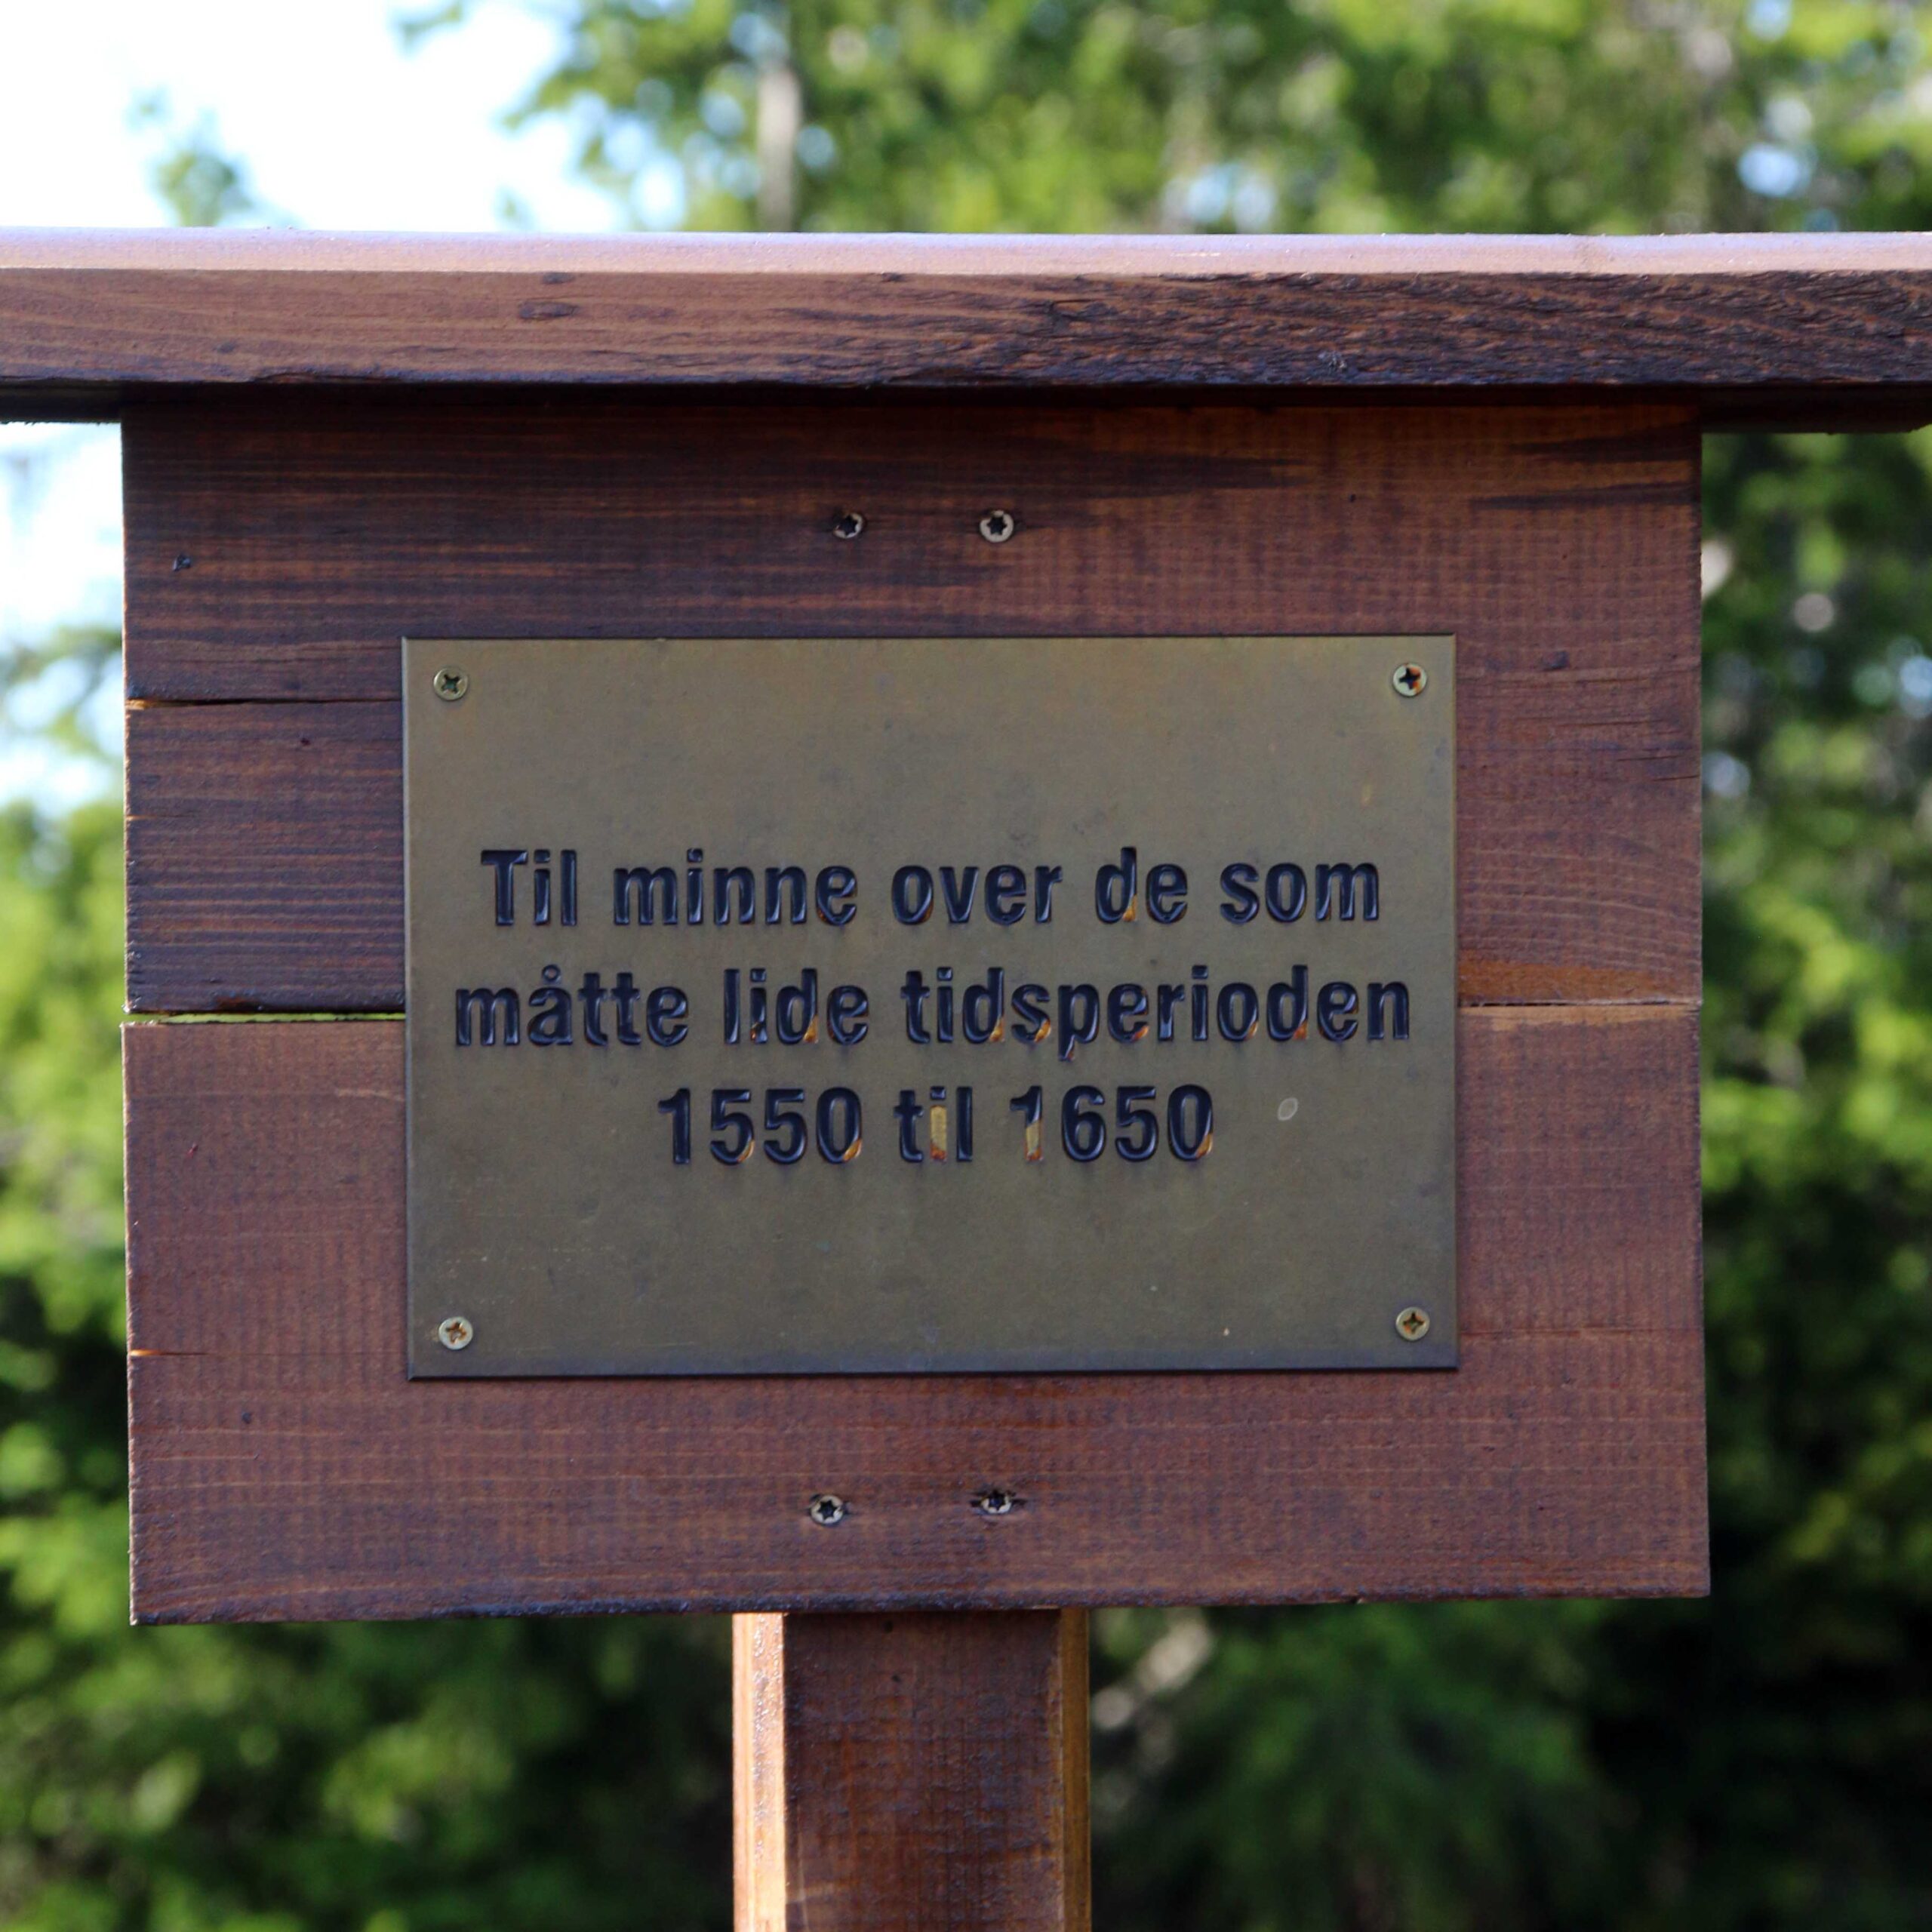 Til minne over de som
måtte lide tidsperioden
1550 til 1650